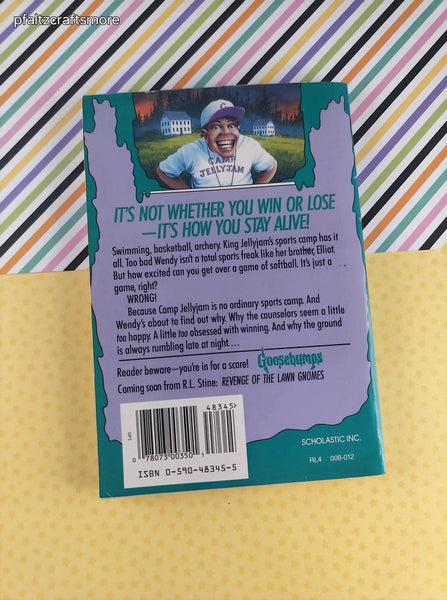 pfaltzcraftsmore
C
CAMP
JELLYJAM
IT'S NOT WHETHER YOU WIN OR LOSE
—IT'S HOW YOU STAY ALIVE!
Swimming, basketball, archery. King Jellyjam's sports camp has it
all. Too bad Wendy isn't a total sports freak like her brother, Elliot.
But how excited can you get over a game of softball. It's just a
game, right?
WRONG!
Because Camp Jellyjam is no ordinary sports camp. And
Wendy's about to find out why. Why the counselors seem a little
too happy. A little too obsessed with winning. And why the ground
is always rumbling late at night....
Reader beware—you're in for a scare! Goosebumps
Coming soon from R.L. Stine: REVENGE OF THE LAWN GNOMES
48345>
UPC
0 78073 00350 1
ISBN 0-590-48345-5
SCHOLASTIC INC.
RL4 008-012